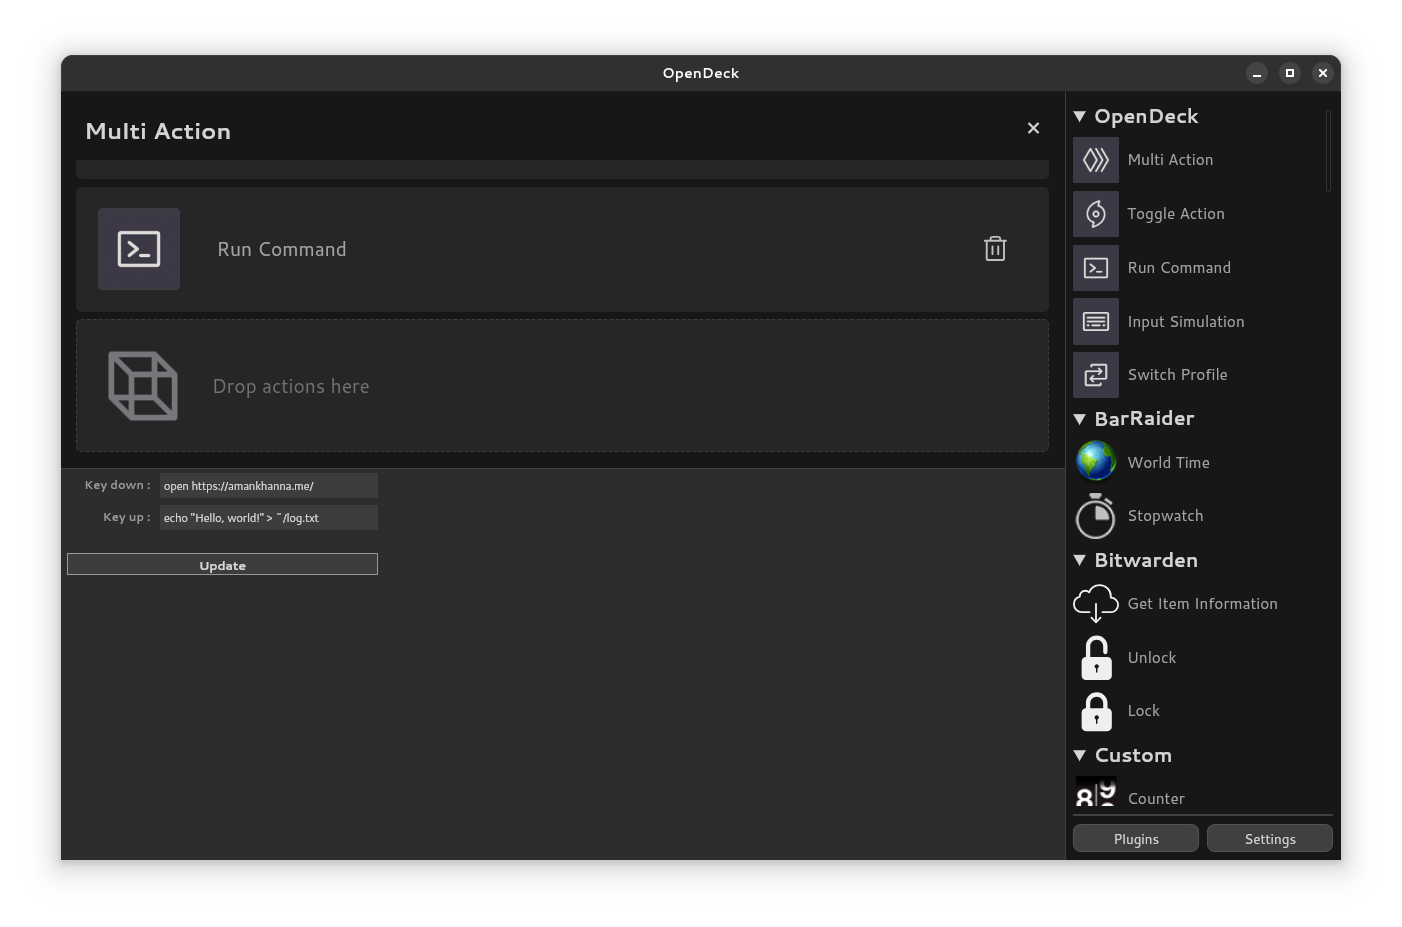 OpenDeck
Multi Action
Run Command
Drop actions here
Key down :
open https://amankhanna.me/
Key up :
echo "Hello, world!" > ~/log.txt
Update
OpenDeck
Multi Action
Toggle Action
Run Command
Input Simulation
Switch Profile
BarRaider
World Time
Stopwatch
Bitwarden
Get Item Information
Unlock
Lock
Custom
8 9
Counter
Plugins
Settings